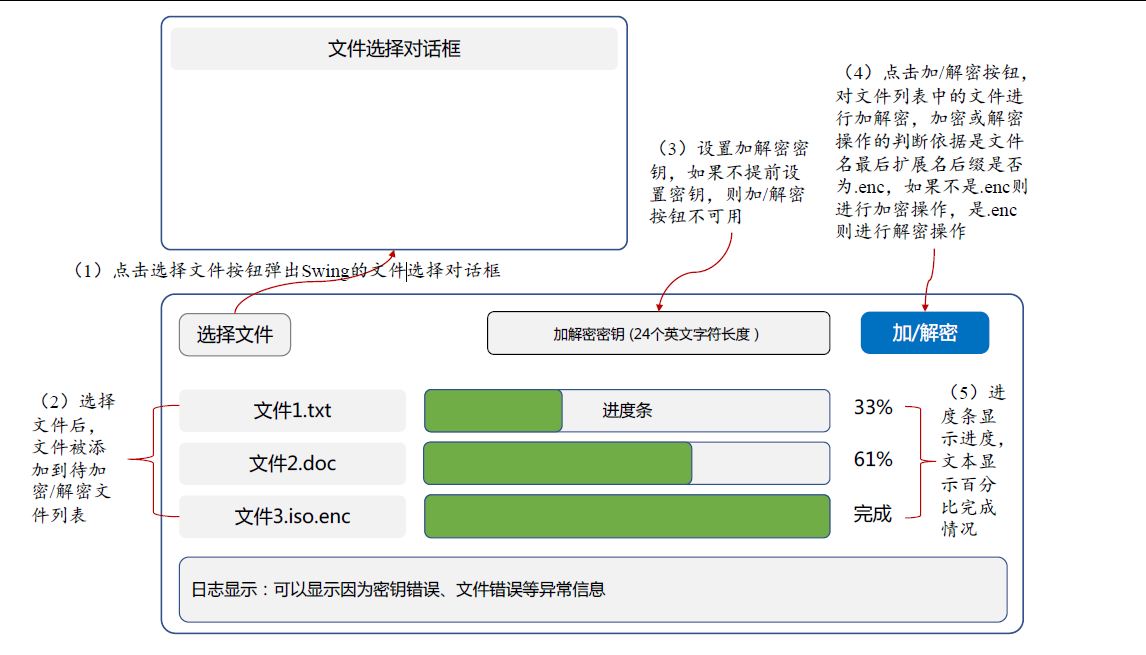 文件选择对话框
（4）点击加/解密按钮，
对文件列表中的文件进
行加解密，加密或解密
操作的判断依据是文件
名最后扩展名后缀是否
为.enc，如果不是.enc则
进行加密操作，是.enc
则进行解密操作
（3）设置加解密密
钥，如果不提前设
置密钥，则加/解密
按钮不可用
（1）点击选择文件按钮弹出Swing的文件选择对话框
选择文件
加解密密钥 (24个英文字符长度 )
加/解密
（2）选择
文件后，
文件被添
加到待加
密/解密文
件列表
文件1.txt
进度条
33%
文件2.doc
61%
文件3.iso.enc
完成
（5）进
度条显
示进度，
文本显
示百分
比完成
情况
日志显示：可以显示因为密钥错误、文件错误等异常信息